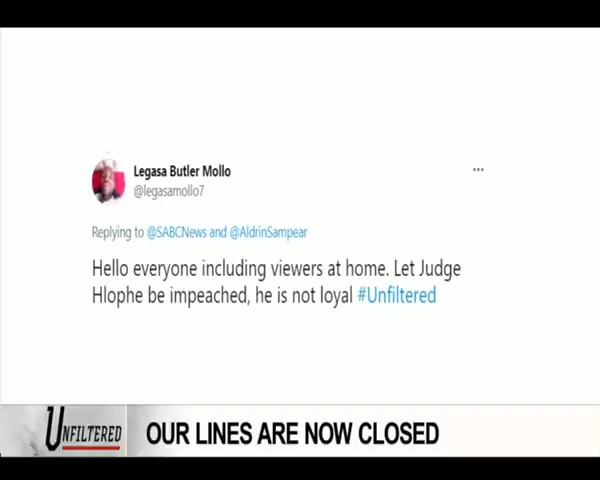 Legasa Butler Mollo
@legasamollo7
Replying to @SABCNews and @AldrinSampear
Hello everyone including viewers at home. Let Judge
Hlophe be impeached, he is not loyal #Unfiltered
UNFILTERED
OUR LINES ARE NOW CLOSED